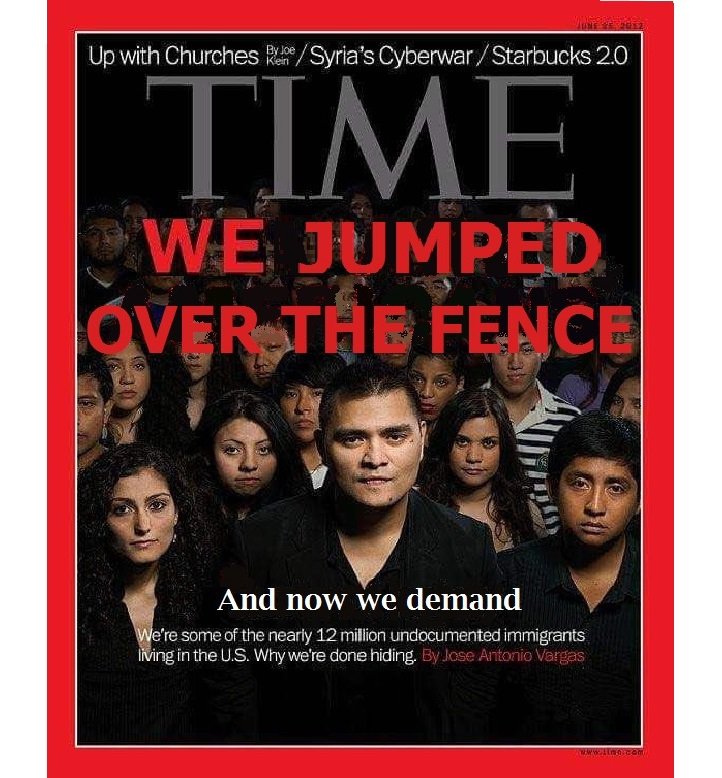 JUNE 25, 2012
Up with Churches By Joe Klein / Syria's Cyberwar / Starbucks 2.0
TIME
WE JUMPED
OVER THE FENCE
And now we demand
We're some of the nearly 12 million undocumented immigrants
living in the U.S. Why we're done hiding. By Jose Antonio Vargas
www.time.com